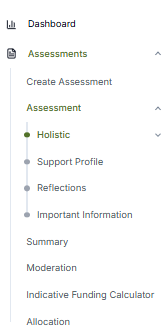 Dashboard
Assessments
Create Assessment
Assessment
Holistic
Support Profile
Reflections
Important Information
Summary
Moderation
Indicative Funding Calculator
Allocation